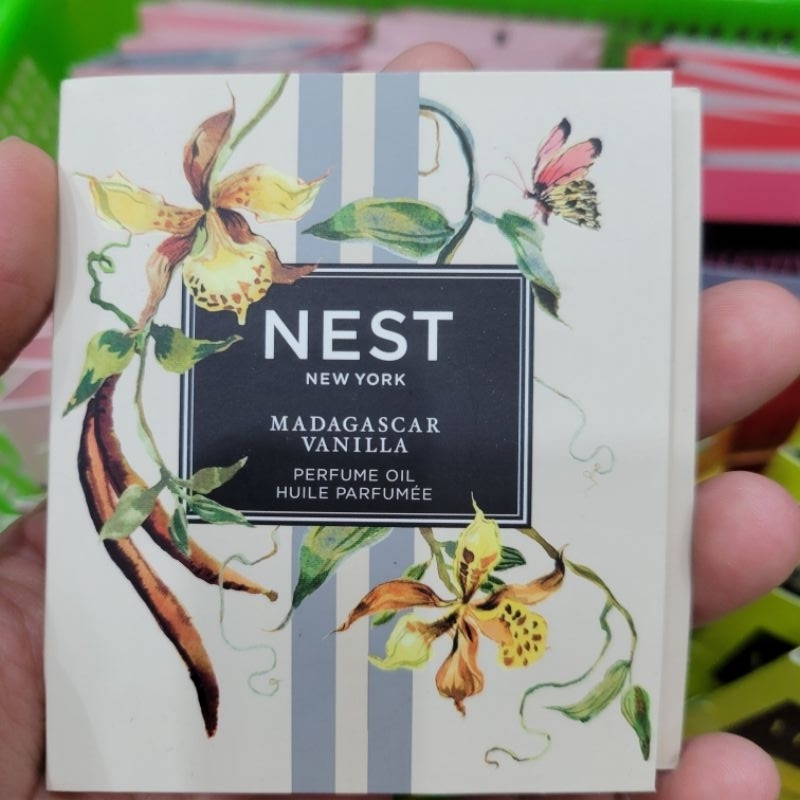 NEST
NEW YORK
MADAGASCAR
VANILLA
PERFUME OIL
HUILE PARFUMÉE